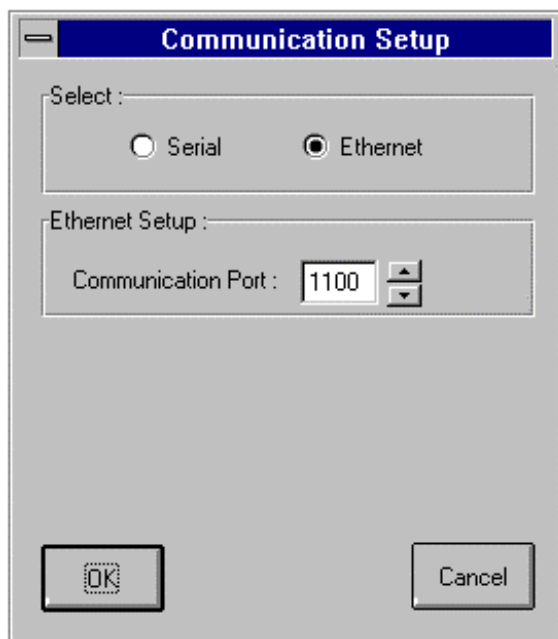 Communication Setup
Select :
Serial Ethernet
Ethernet Setup :
Communication Port : 1100
OK Cancel